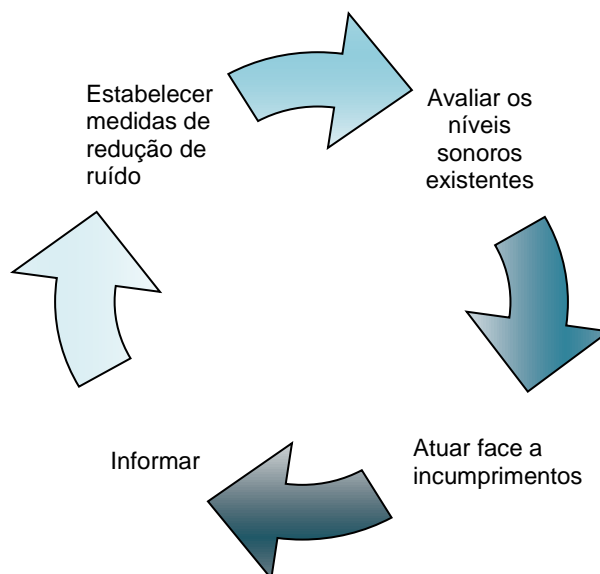 Estabelecer
medidas de
redução de
ruído
Avaliar os
níveis
sonoros
existentes
Atuar face a
incumprimentos
Informar